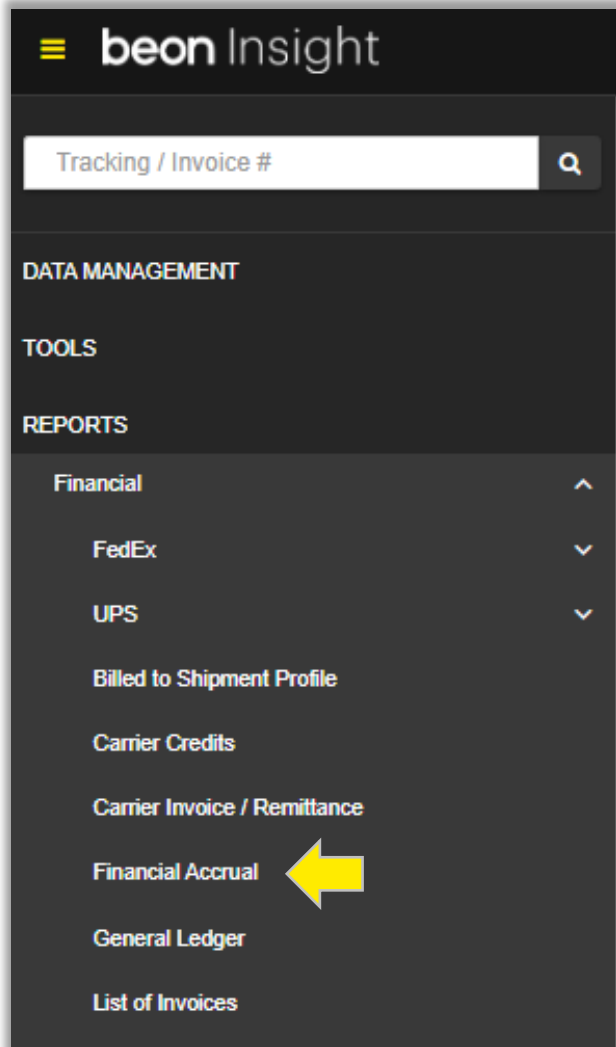 beon Insight
Tracking / Invoice #
DATA MANAGEMENT
TOOLS
REPORTS
Financial
FedEx
UPS
Billed to Shipment Profile
Carrier Credits
Carrier Invoice / Remittance
Financial Accrual
General Ledger
List of Invoices